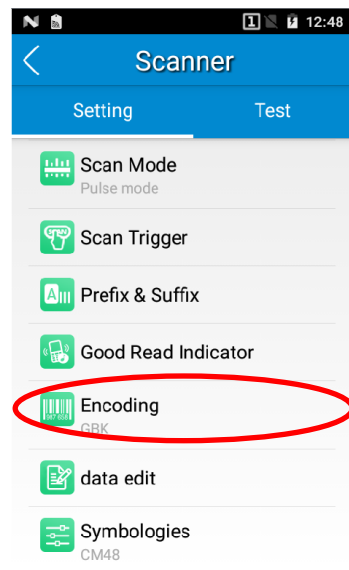 12:48
Scanner
Setting
Test
Scan Mode
Pulse mode
Scan Trigger
Prefix & Suffix
Good Read Indicator
Encoding
GBK
data edit
Symbologies
CM48